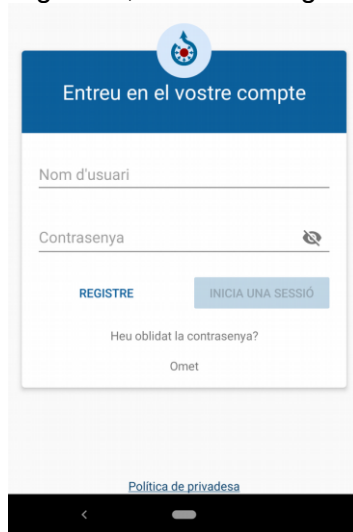 Entreu en el vostre compte
Nom d'usuari
Contrasenya
REGISTRE
INICIA UNA SESSIÓ
Heu oblidat la contrasenya?
Omet
Política de privadesa